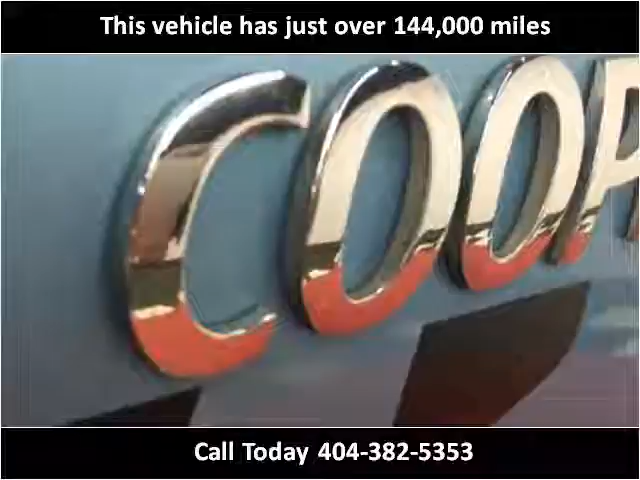 This vehicle has just over 144,000 miles
COOP
Call Today 404-382-5353